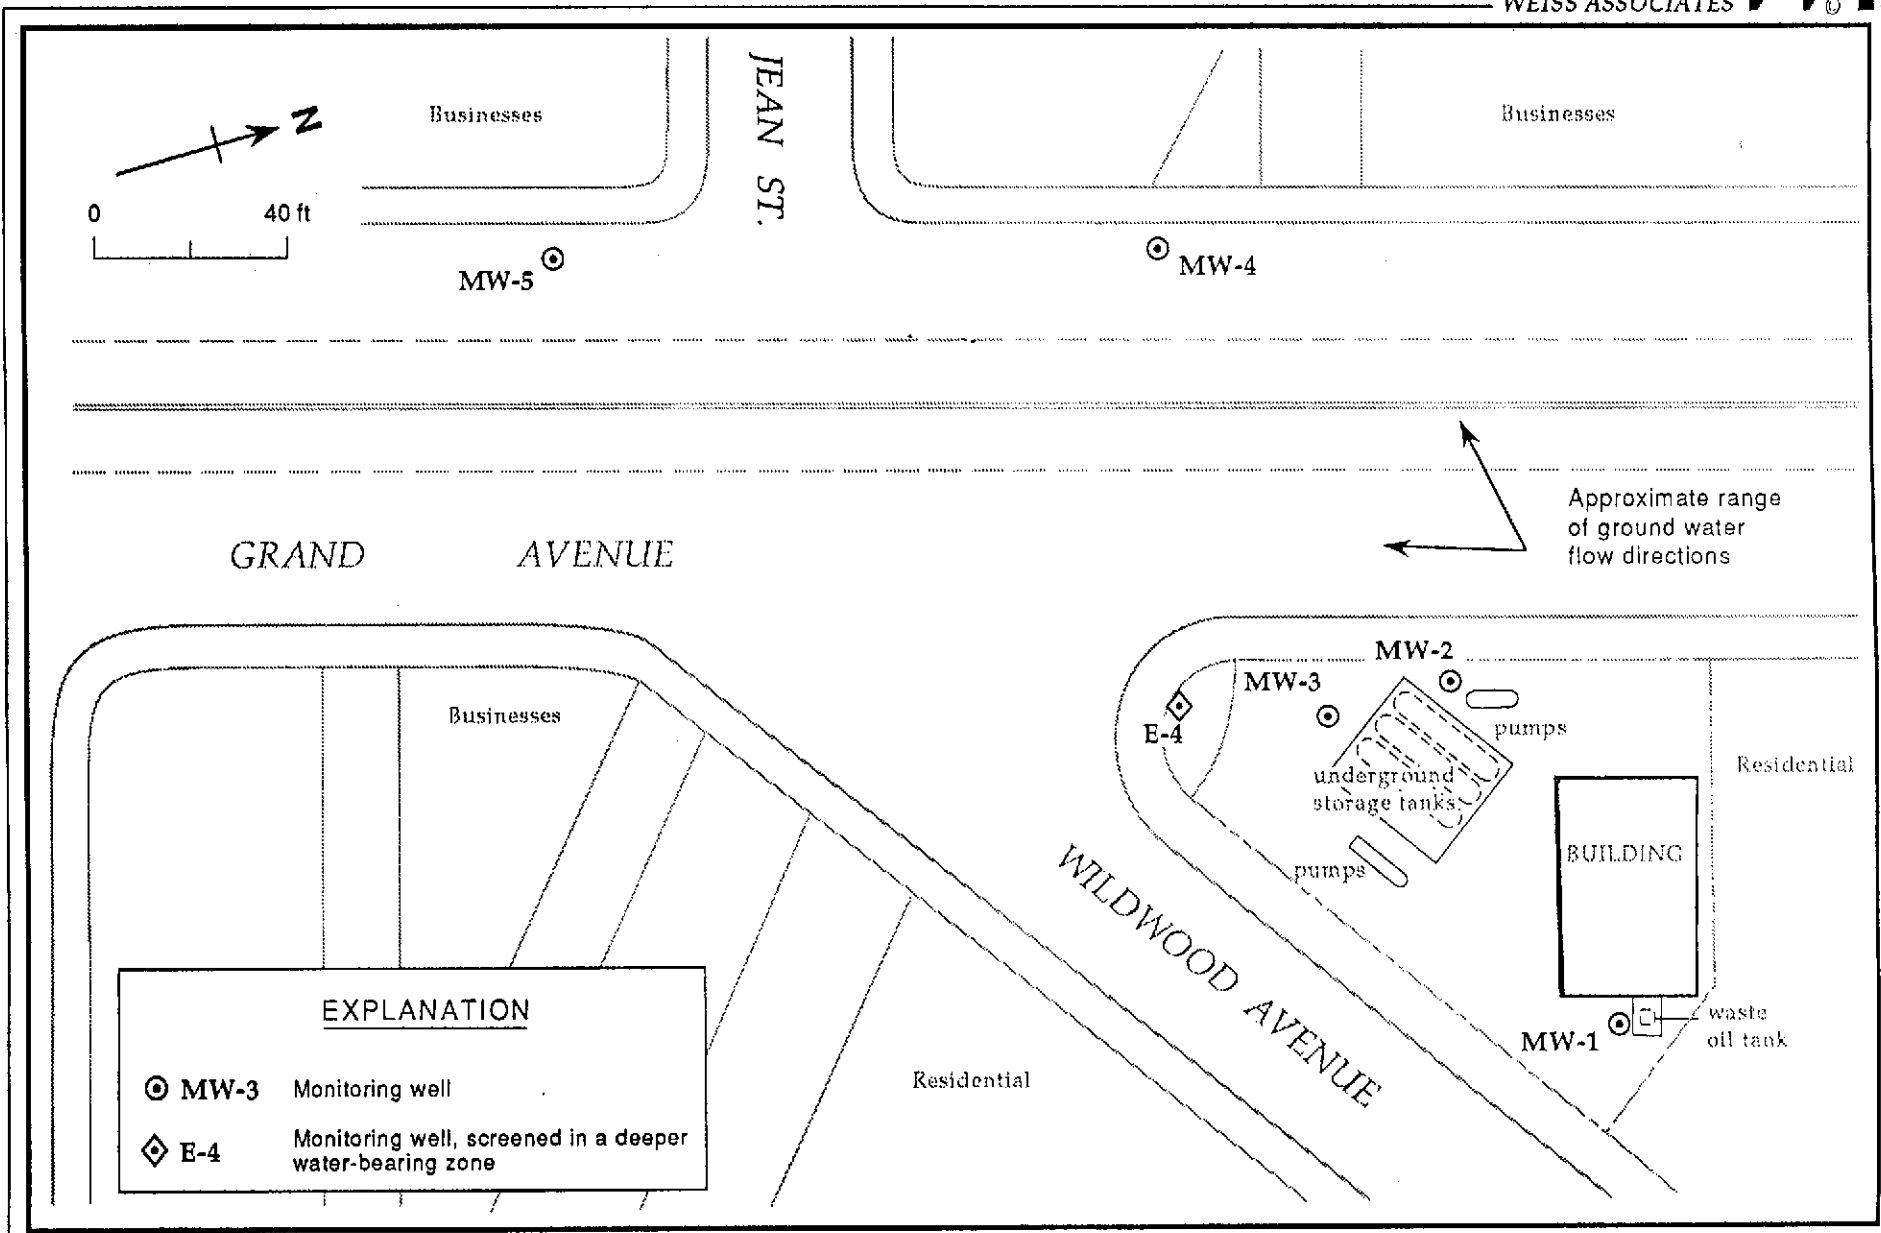 WEISS ASSOCIATES
©
JEAN ST.
Businesses
Businesses
N
0 40 ft
MW-5
MW-4
Approximate range
of ground water
flow directions
GRAND AVENUE
MW-2
MW-3
E-4
pumps
Businesses
underground
storage tanks
Residential
BUILDING
pumps
WILDWOOD AVENUE
waste
oil tank
MW-1
Residential
EXPLANATION
MW-3 Monitoring well
E-4 Monitoring well, screened in a deeper
water-bearing zone